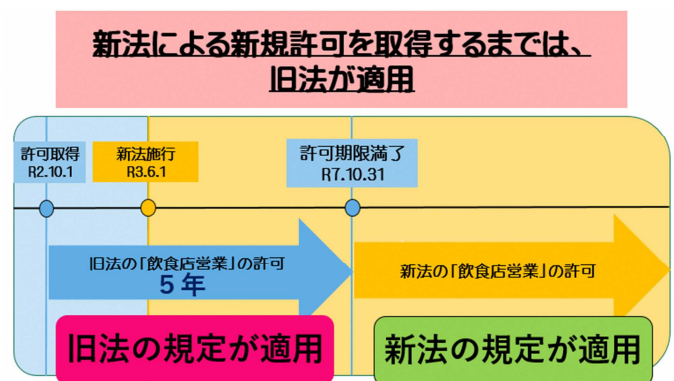 新法による新規許可を取得するまでは、
旧法が適用
許可取得
R2.10.1
新法施行
R3.6.1
許可期限満了
R7.10.31
旧法の「飲食店営業」の許可
5年
新法の「飲食店営業」の許可
旧法の規定が適用
新法の規定が適用